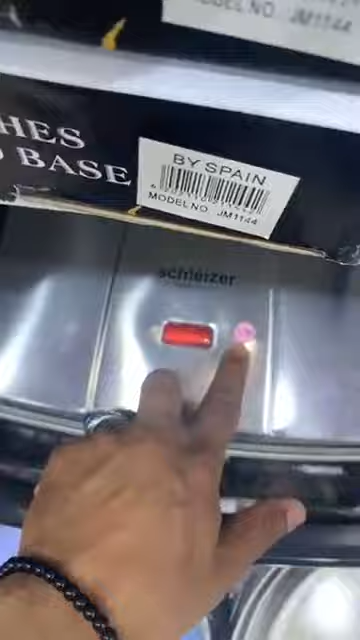 MODEL NO. JM1144
HES
BASE
BY SPAIN
MODEL NO. JM1144
schleizer